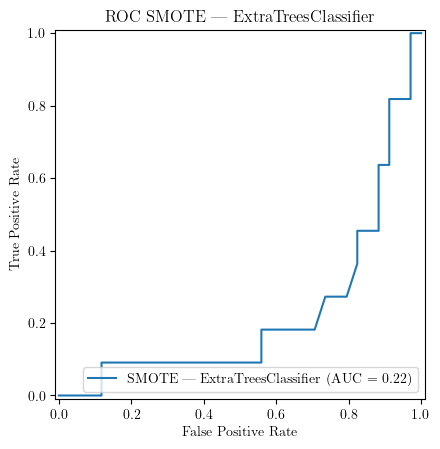 ROC SMOTE — ExtraTreesClassifier
1.0
0.8
0.6
0.4
0.2
0.0
True Positive Rate
SMOTE — ExtraTreesClassifier (AUC = 0.22)
0.0 0.2 0.4 0.6 0.8 1.0
False Positive Rate